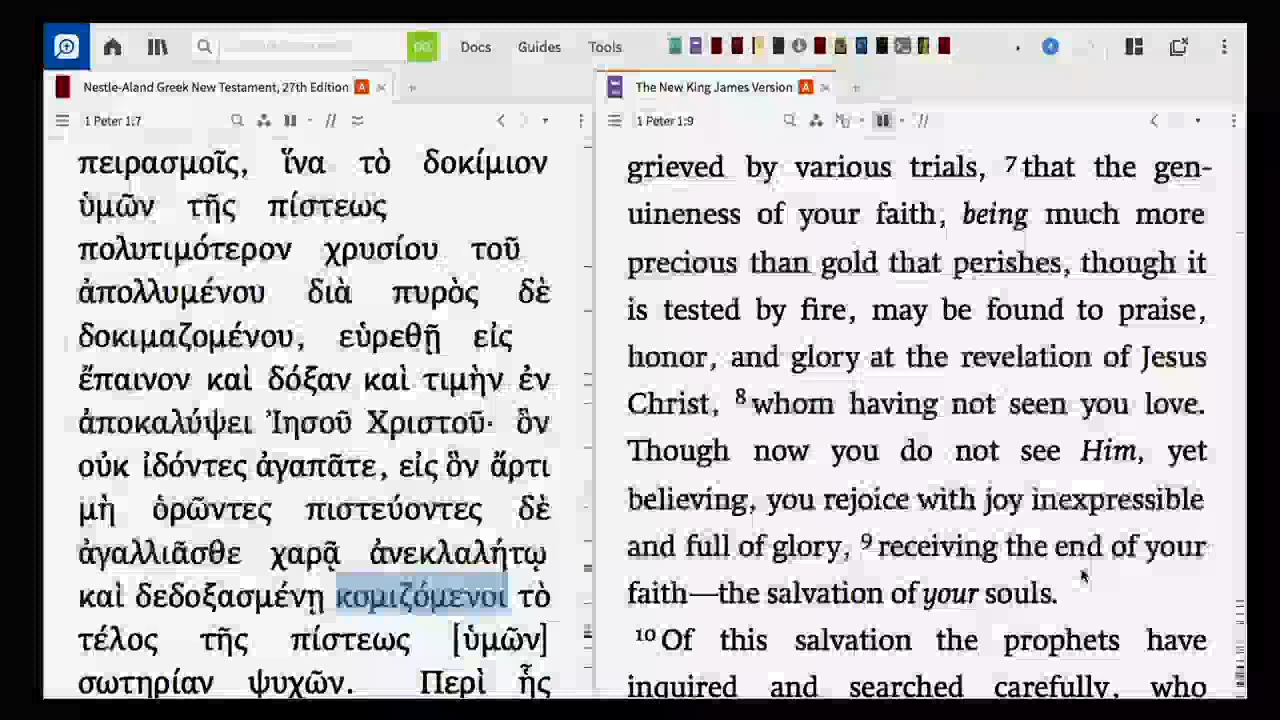 Docs Guides Tools
Nestle-Aland Greek New Testament, 27th Edition A
1 Peter 1:7
πειρασμοῖς, ἵνα τὸ δοκίμιον
ὑμῶν τῆς πίστεως
πολυτιμότερον χρυσίου τοῦ
ἀπολλυμένου διὰ πυρὸς δὲ
δοκιμαζομένου, εὑρεθῇ εἰς
ἔπαινον καὶ δόξαν καὶ τιμὴν ἐν
ἀποκαλύψει Ἰησοῦ Χριστοῦ· ὃν
οὐκ ἰδόντες ἀγαπᾶτε, εἰς ὃν ἄρτι
μὴ ὁρῶντες πιστεύοντες δὲ
ἀγαλλιᾶσθε χαρᾷ ἀνεκλαλήτῳ
καὶ δεδοξασμένῃ κομιζόμενοι τὸ
τέλος τῆς πίστεως [ὑμῶν]
σωτηρίαν ψυχῶν. Περὶ ἧς
The New King James Version A
1 Peter 1:9
grieved by various trials, 7 that the gen-
uineness of your faith, being much more
precious than gold that perishes, though it
is tested by fire, may be found to praise,
honor, and glory at the revelation of Jesus
Christ, 8 whom having not seen you love.
Though now you do not see Him, yet
believing, you rejoice with joy inexpressible
and full of glory, 9 receiving the end of your
faith—the salvation of your souls.
10 Of this salvation the prophets have
inquired and searched carefully, who